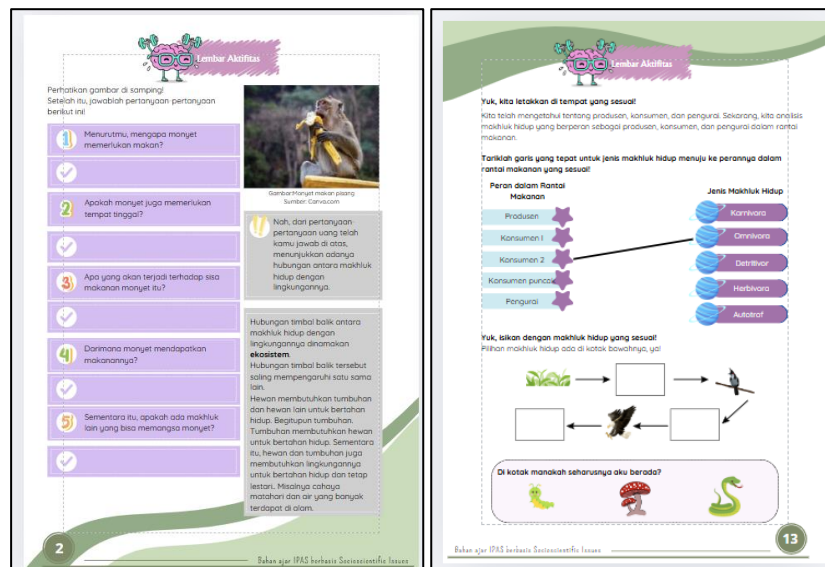 Lembar Aktifitas
Perhatikan gambar di samping!
Setelah itu, jawablah pertanyaan-pertanyaan
berikut ini!
1
Menurutmu, mengapa monyet
memerlukan makan?
2
Apakah monyet juga memerlukan
tempat tinggal?
3
Apa yang akan terjadi terhadap sisa
makanan monyet itu?
4
Darimana monyet mendapatkan
makanannya?
5
Sementara itu, apakah ada makhluk
lain yang bisa memangsa monyet?
Gambar:Monyet makan pisang
Sumber: Canva.com
Nah, dari pertanyaan-
pertanyaan uang telah
kamu jawab di atas,
menunjukkan adanya
hubungan antara makhluk
hidup dengan
lingkungannya.
Hubungan timbal balik antara
makhluk hidup dengan
lingkungannya dinamakan
ekosistem.
Hubungan timbal balik tersebut
saling mempengaruhi satu sama
lain.
Hewan membutuhkan tumbuhan
dan hewan lain untuk bertahan
hidup. Begitupun tumbuhan.
Tumbuhan membutuhkan hewan
untuk bertahan hidup. Sementara
itu, hewan dan tumbuhan juga
membutuhkan lingkungannya
untuk bertahan hidup dan tetap
lestari. Misalnya cahaya
matahari dan air yang banyak
terdapat di alam.
2
Bahan ajar IPAS berbasis Socioscientific Issues
Lembar Aktifitas
Yuk, kita letakkan di tempat yang sesuai!
Kita telah mengetahui tentang produsen, konsumen, dan pengurai. Sekarang, kita analisis
makhluk hidup yang berperan sebagai produsen, konsumen, dan pengurai dalam rantai
makanan.
Tariklah garis yang tepat untuk jenis makhluk hidup menuju ke perannya dalam
rantai makanan yang sesuai!
Peran dalam Rantai
Makanan
Jenis Makhluk Hidup
Produsen
Konsumen 1
Konsumen 2
Konsumen puncak
Pengurai
Karnivora
Omnivora
Detritivor
Herbivora
Autotrof
Yuk, isikan dengan makhluk hidup yang sesuai!
Pilihan makhluk hidup ada di kotak bawahnya, ya!
Di kotak manakah seharusnya aku berada?
Bahan ajar IPAS berbasis Socioscientific Issues
13